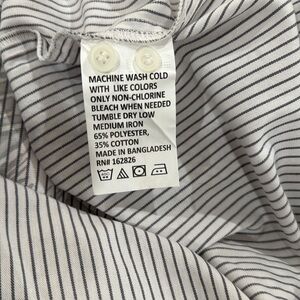 MACHINE WASH COLD
WITH LIKE COLORS
ONLY NON-CHLORINE
BLEACH WHEN NEEDED
TUMBLE DRY LOW
MEDIUM IRON
65% POLYESTER,
35% COTTON
MADE IN BANGLADESH
RN# 162826